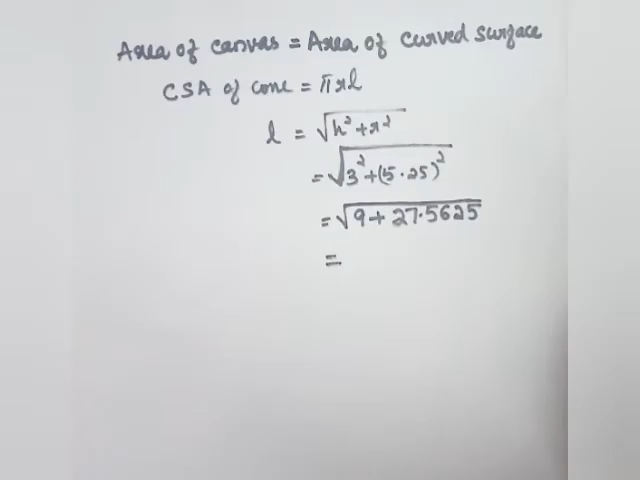 Area of canvas = Area of curved surface
CSA of cone = πrl
l = √h²+r²
= √3²+(5.25)²
= √9+27.5625
=